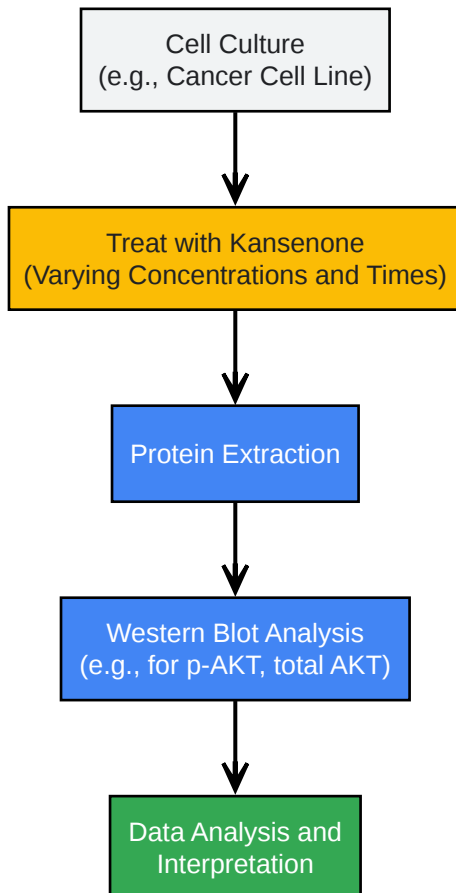 Cell Culture
(e.g., Cancer Cell Line)
Treat with Kansenone
(Varying Concentrations and Times)
Protein Extraction
Western Blot Analysis
(e.g., for p-AKT, total AKT)
Data Analysis and
Interpretation